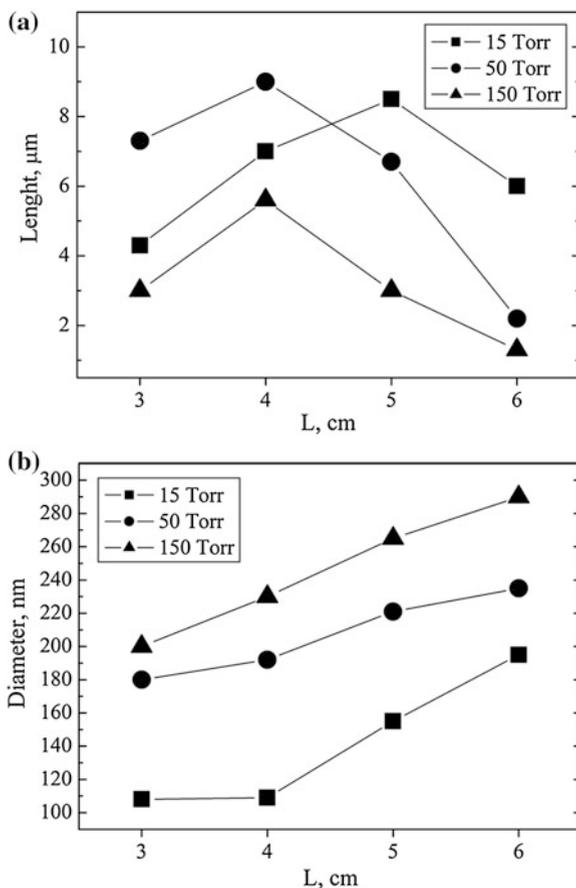 (a)
10
8
6
4
2
Lenght, μm
15 Torr
50 Torr
150 Torr
3 4 5 6
L, cm
(b)
300
280
260
240
220
200
180
160
140
120
100
Diameter, nm
15 Torr
50 Torr
150 Torr
3 4 5 6
L, cm